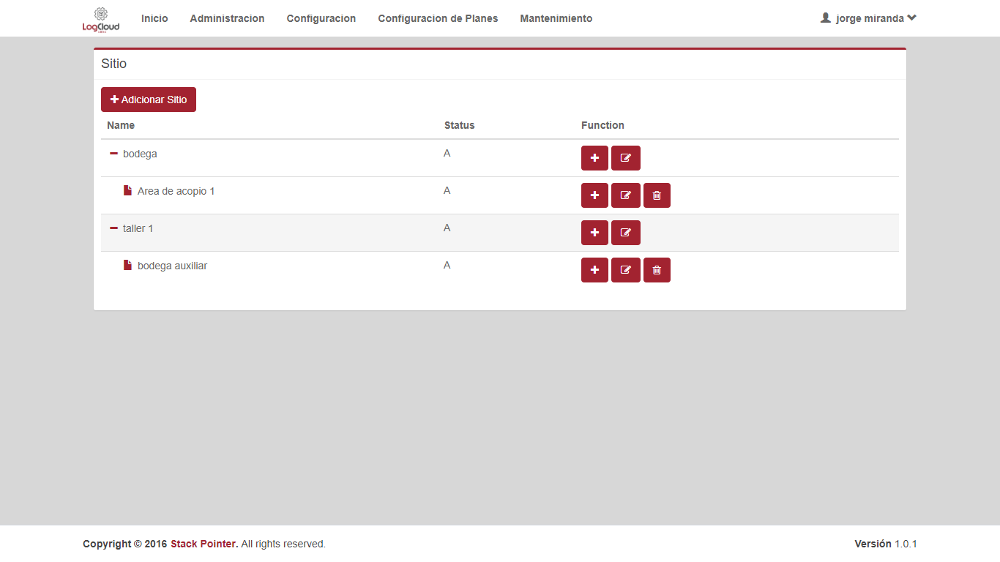 LogCloud
Inicio Administracion Configuracion Configuracion de Planes Mantenimiento jorge miranda
Sitio
Adicionar Sitio
Name Status Function
bodega A
Area de acopio 1 A
taller 1 A
bodega auxiliar A
Copyright © 2016 Stack Pointer. All rights reserved. Versión 1.0.1